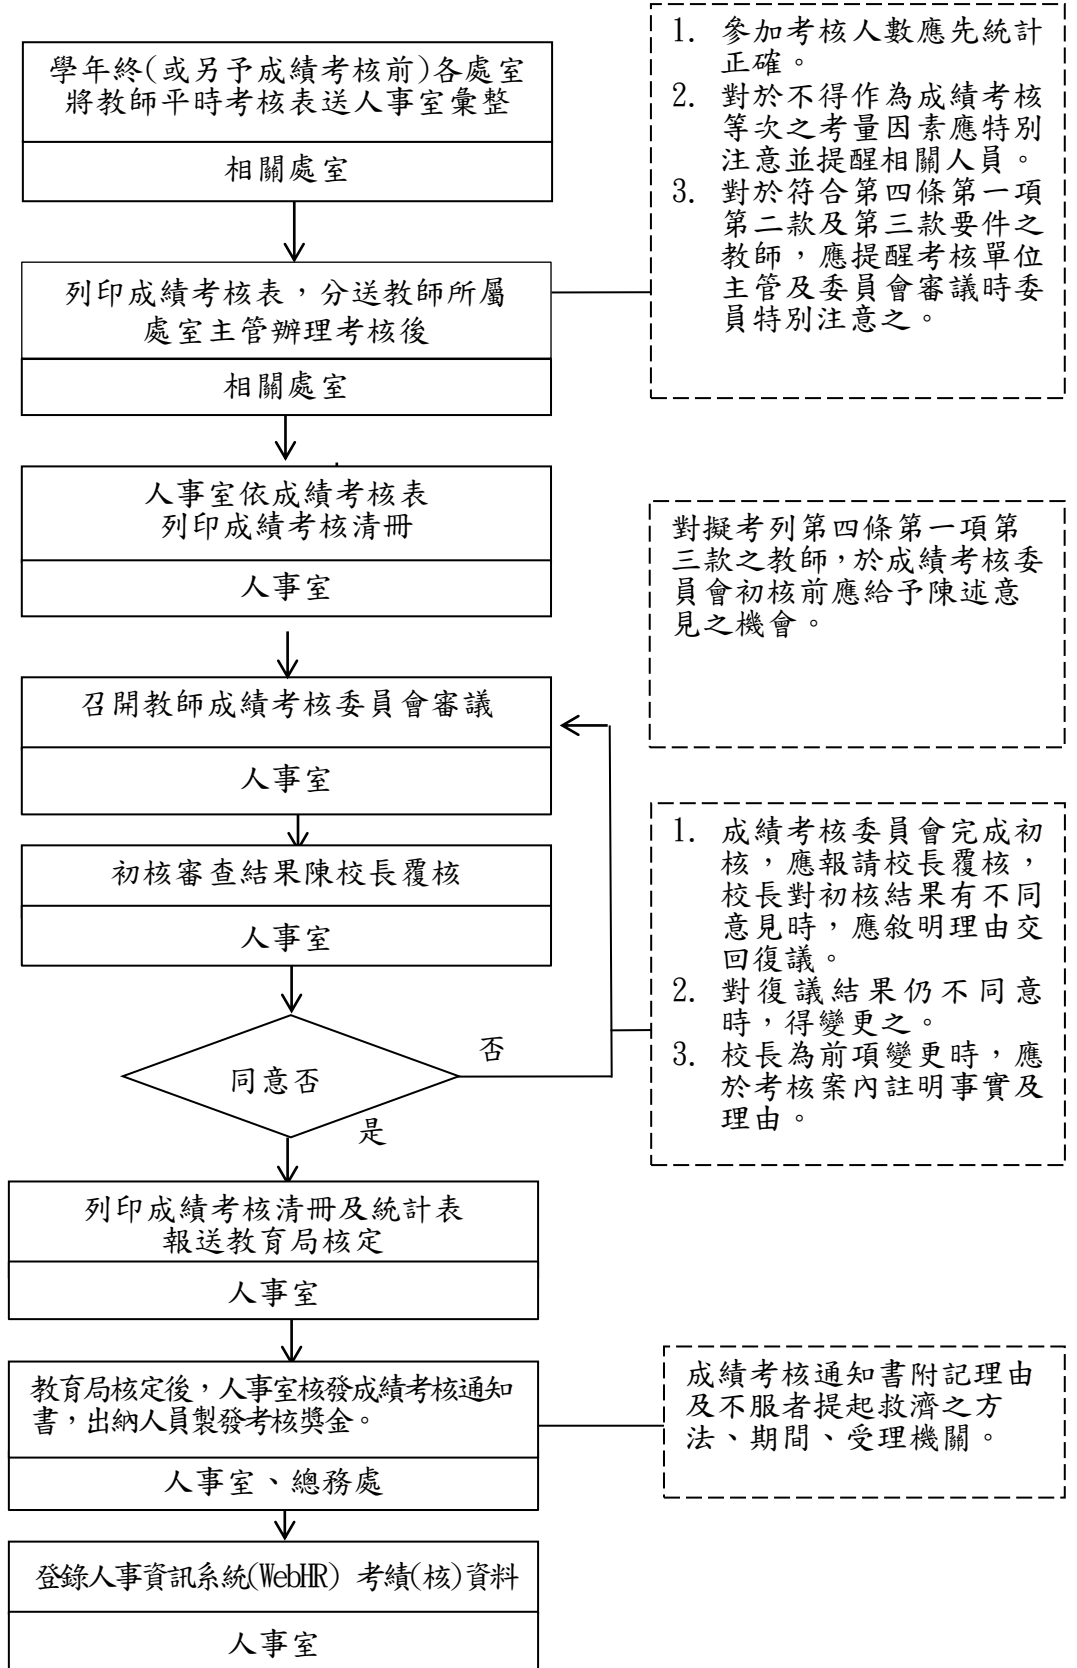 學年終(或另予成績考核前)各處室
將教師平時考核表送人事室彙整
相關處室
1. 參加考核人數應先統計
正確。
2. 對於不得作為成績考核
等次之考量因素應特別
注意並提醒相關人員。
3. 對於符合第四條第一項
第二款及第三款要件之
教師，應提醒考核單位
主管及委員會審議時委
員特別注意之。
列印成績考核表，分送教師所屬
處室主管辦理考核後
相關處室
人事室依成績考核表
列印成績考核清冊
人事室
對擬考列第四條第一項第
三款之教師，於成績考核委
員會初核前應給予陳述意
見之機會。
召開教師成績考核委員會審議
人事室
初核審查結果陳校長覆核
人事室
1. 成績考核委員會完成初
核，應報請校長覆核，
校長對初核結果有不同
意見時，應敘明理由交
回復議。
2. 對復議結果仍不同意
時，得變更之。
3. 校長為前項變更時，應
於考核案內註明事實及
理由。
同意否
否
是
列印成績考核清冊及統計表
報送教育局核定
人事室
教育局核定後，人事室核發成績考核通知
書，出納人員製發考核獎金。
人事室、總務處
成績考核通知書附記理由
及不服者提起救濟之方
法、期間、受理機關。
登錄人事資訊系統(WebHR) 考績(核)資料
人事室